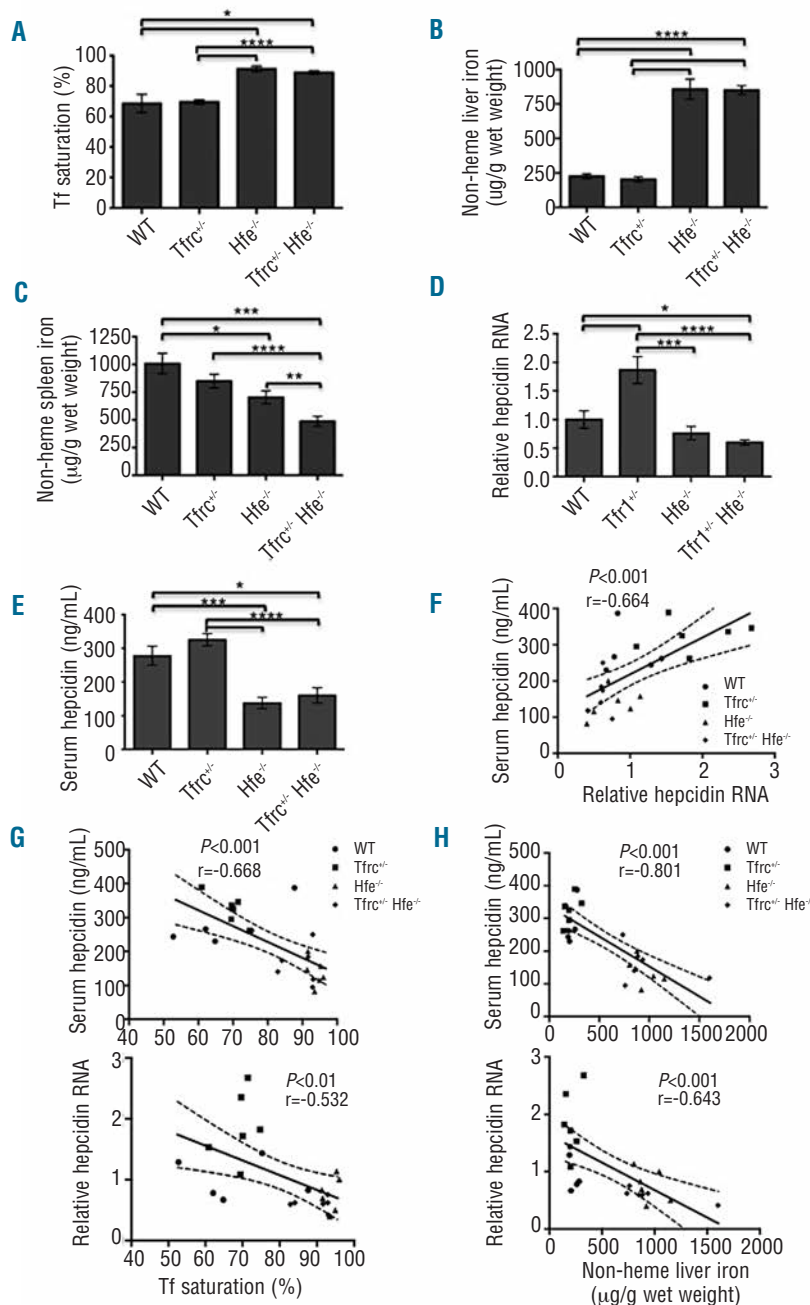 A
Tf saturation (%)
100
80
60
40
20
0
*
****
WT
Tfrc+/-
Hfe-/-
Tfrc+/- Hfe-/-
B
Non-heme liver iron
(ug/g wet weight)
1000
750
500
250
0
****
WT
Tfrc+/-
Hfe-/-
Tfrc+/- Hfe-/-
C
Non-heme spleen iron
(µg/g wet weight)
1250
1000
750
500
250
0
***
*
****
**
WT
Tfrc+/-
Hfe-/-
Tfrc+/- Hfe-/-
D
Relative hepcidin RNA
2.5
2.0
1.5
1.0
0.5
0.0
*
****
***
WT
Tfr1+/-
Hfe-/-
Tfr1+/- Hfe-/-
E
Serum hepcidin (ng/mL)
400
300
200
100
0
*
***
****
WT
Tfrc+/-
Hfe-/-
Tfrc+/- Hfe-/-
F
P<0.001
r=-0.664
Serum hepcidin (ng/mL)
400
300
200
100
0
WT
Tfrc+/-
Hfe-/-
Tfrc+/- Hfe-/-
0 1 2 3
Relative hepcidin RNA
G
P<0.001
r=-0.668
WT
Tfrc+/-
Hfe-/-
Tfrc+/- Hfe-/-
Serum hepcidin (ng/mL)
500
400
300
200
100
0
40 50 60 70 80 90 100
P<0.01
r=-0.532
Relative hepcidin RNA
3
2
1
0
40 50 60 70 80 90 100
Tf saturation (%)
H
P<0.001
r=-0.801
WT
Tfrc+/-
Hfe-/-
Tfrc+/- Hfe-/-
Serum hepcidin (ng/mL)
500
400
300
200
100
0
0 500 1000 1500 2000
P<0.001
r=-0.643
Relative hepcidin RNA
3
2
1
0
0 500 1000 1500 2000
Non-heme liver iron
(µg/g wet weight)